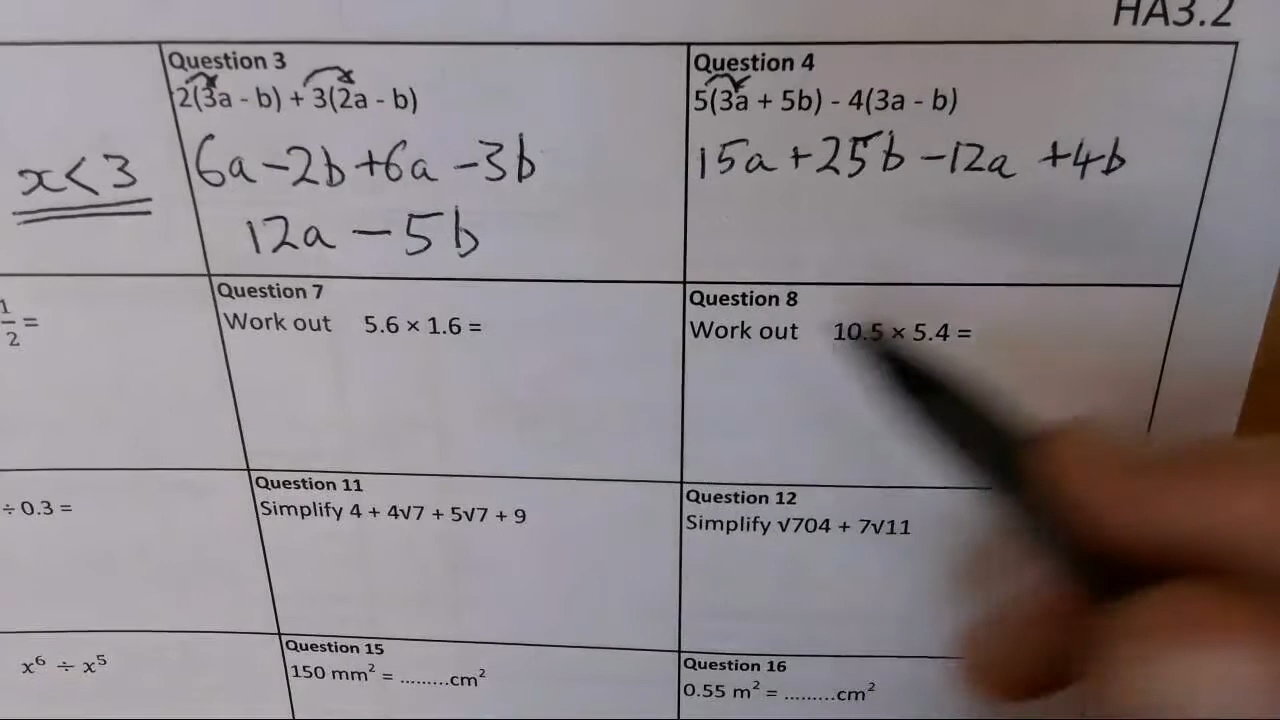 HA3.2
Question 3
2(3a - b) + 3(2a - b)
6a - 2b + 6a - 3b
12a - 5b
Question 4
5(3a + 5b) - 4(3a - b)
15a + 25b - 12a + 4b
x < 3
1/2 =
Question 7
Work out 5.6 × 1.6 =
Question 8
Work out 10.5 × 5.4 =
÷ 0.3 =
Question 11
Simplify 4 + 4√7 + 5√7 + 9
Question 12
Simplify √704 + 7√11
x⁶ ÷ x⁵
Question 15
150 mm² = .........cm²
Question 16
0.55 m² = .........cm²